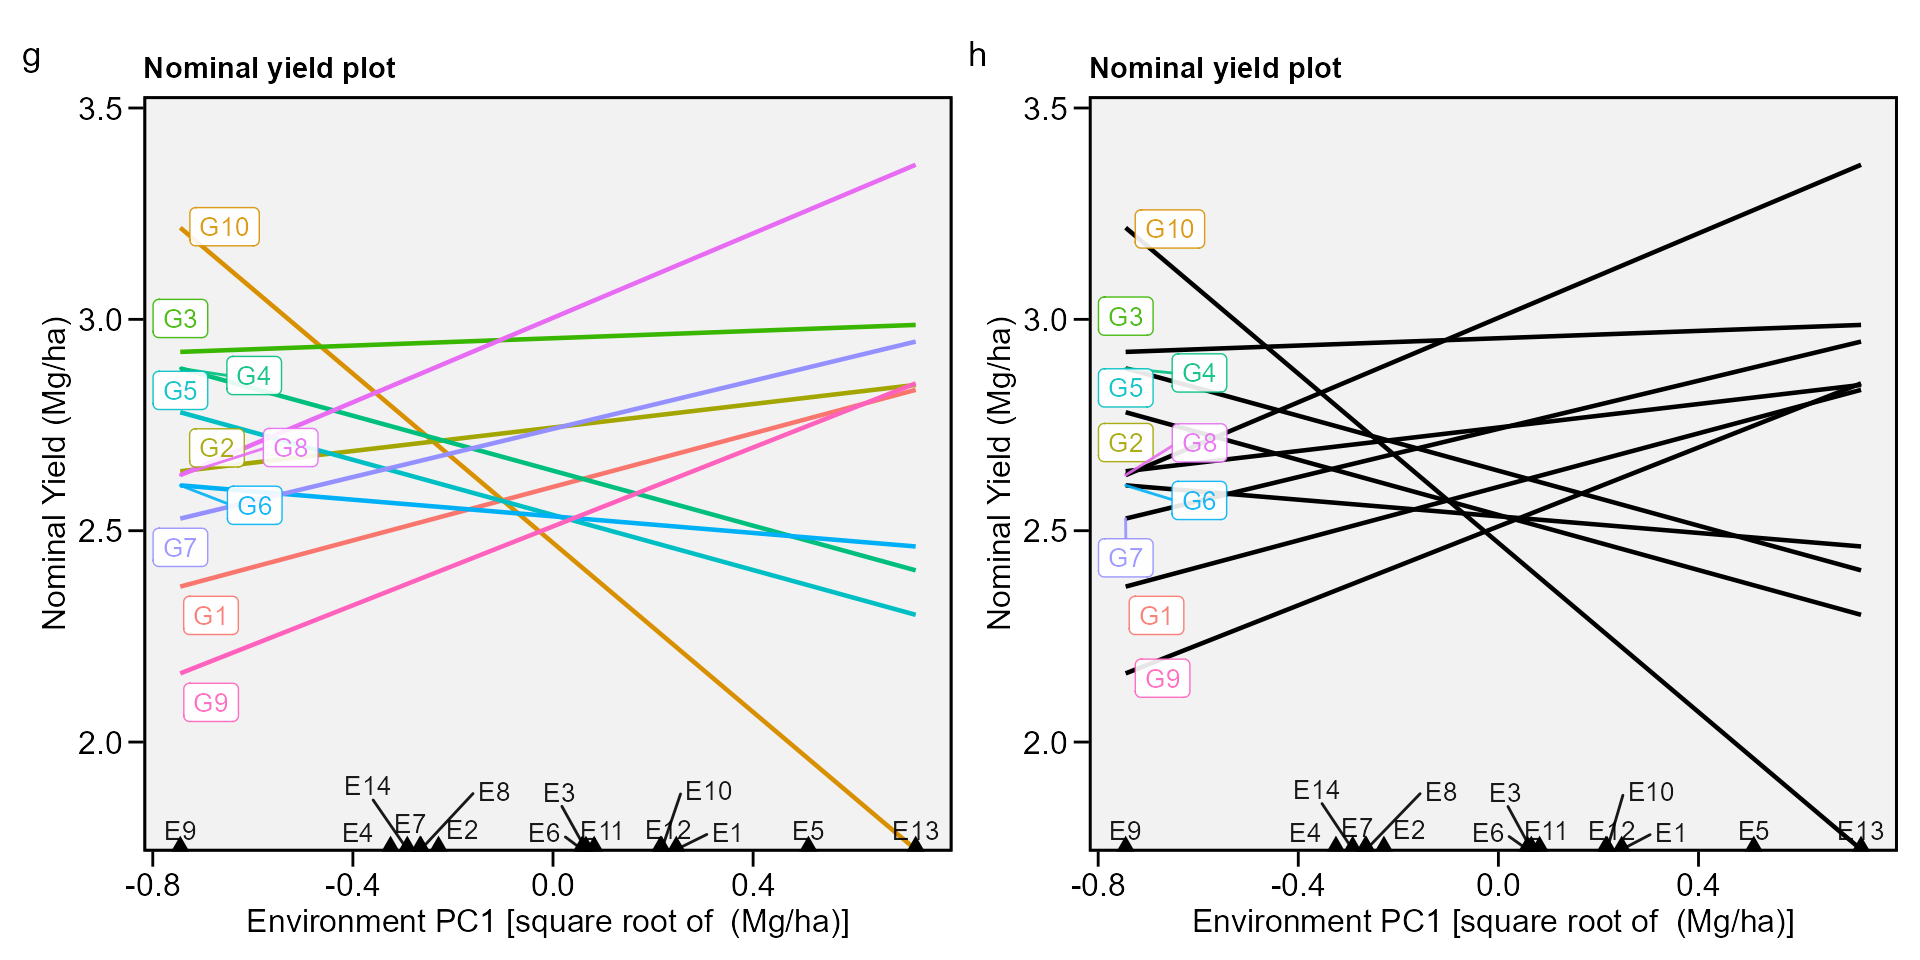 g
Nominal yield plot
Nominal Yield (Mg/ha)
3.5
3.0
2.5
2.0
G10
G3
G4
G5
G2
G8
G6
G7
G1
G9
E14
E8
E3
E10
E9
E4
E7
E2
E6
E11
E12
E1
E5
E13
-0.8 -0.4 0.0 0.4
Environment PC1 [square root of  (Mg/ha)]
h
Nominal yield plot
Nominal Yield (Mg/ha)
3.5
3.0
2.5
2.0
G10
G3
G4
G5
G2
G8
G6
G7
G1
G9
E14
E8
E3
E10
E9
E4
E7
E2
E6
E11
E12
E1
E5
E13
-0.8 -0.4 0.0 0.4
Environment PC1 [square root of  (Mg/ha)]